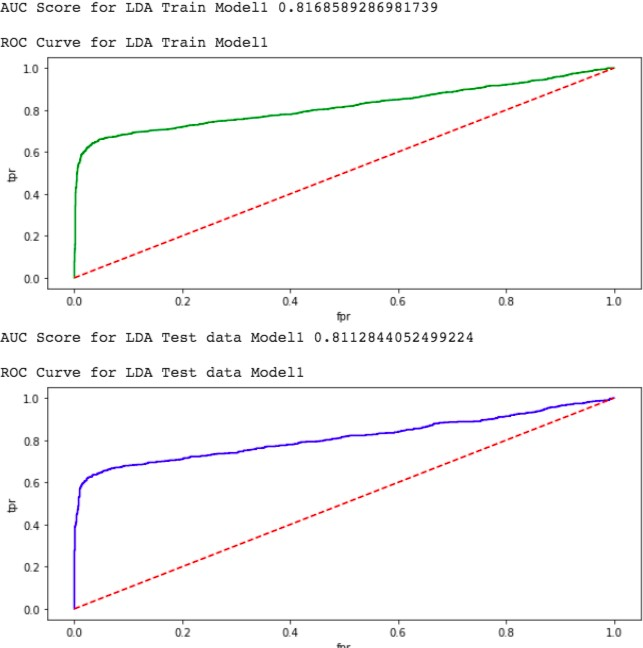 AUC Score for LDA Train Model1 0.8168589286981739
ROC Curve for LDA Train Model1
1.0
0.8
0.6
tpr
0.4
0.2
0.0
0.0 0.2 0.4 0.6 0.8 1.0
fpr
AUC Score for LDA Test data Model1 0.8112844052499224
ROC Curve for LDA Test data Model1
1.0
0.8
0.6
tpr
0.4
0.2
0.0
0.0 0.2 0.4 0.6 0.8 1.0
fpr